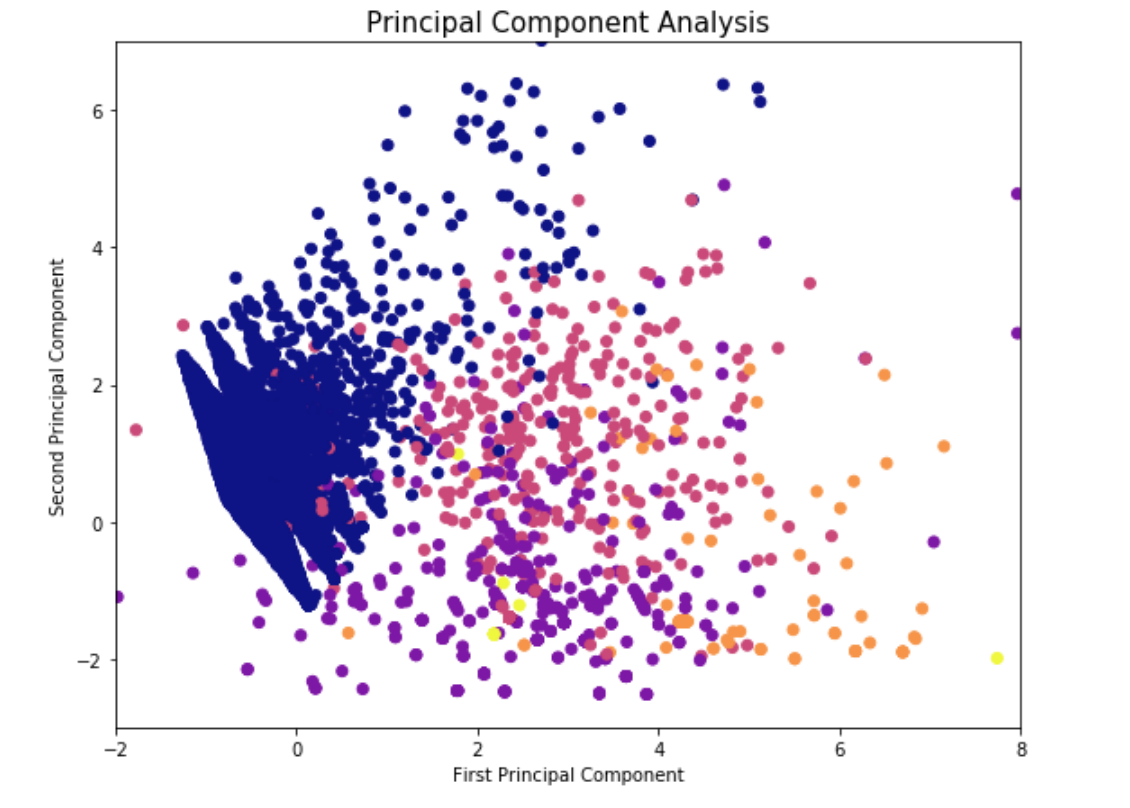 Principal Component Analysis
6
4
2
0
−2
Second Principal Component
−2 0 2 4 6 8
First Principal Component